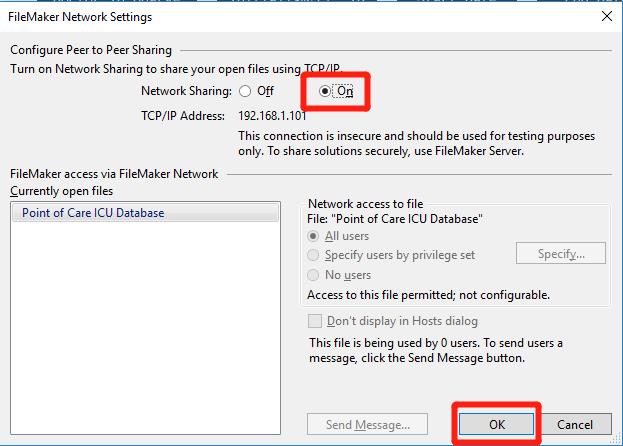 FileMaker Network Settings
Configure Peer to Peer Sharing
Turn on Network Sharing to share your open files using TCP/IP.
Network Sharing: Off On
TCP/IP Address: 192.168.1.101
This connection is insecure and should be used for testing purposes
only. To share solutions securely, use FileMaker Server.
FileMaker access via FileMaker Network
Currently open files
Point of Care ICU Database
Network access to file
File: "Point of Care ICU Database"
All users
Specify users by privilege set
Specify...
No users
Access to this file permitted; not configurable.
Don't display in Hosts dialog
This file is being used by 0 users. To send users a
message, click the Send Message button.
Send Message... OK Cancel